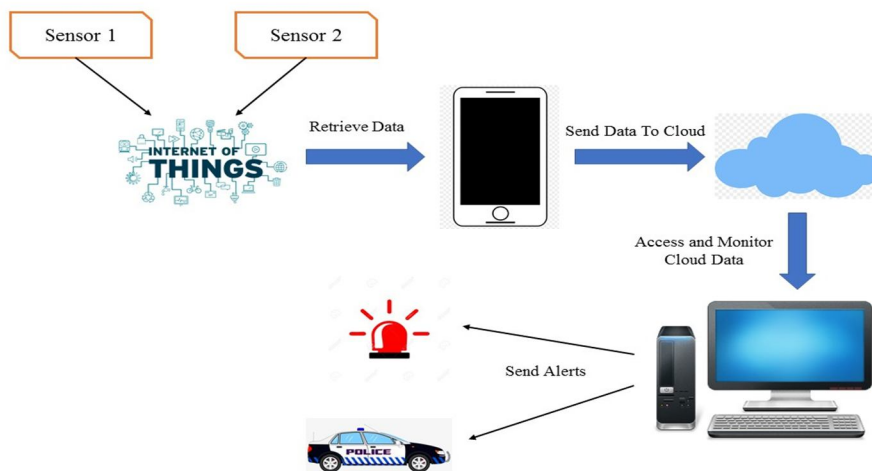 Sensor 1
Sensor 2
INTERNET OF
THINGS
Retrieve Data
Send Data To Cloud
Access and Monitor
Cloud Data
Send Alerts
POLICE